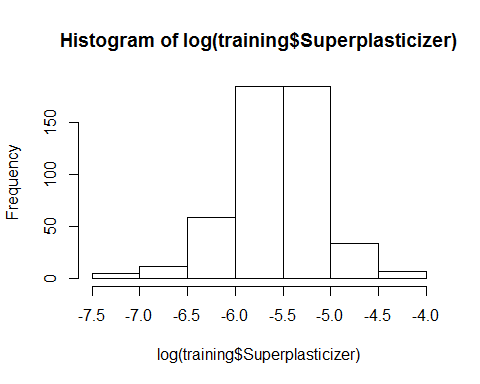 Histogram of log(training$Superplasticizer)
Frequency
150
100
50
0
-7.5 -7.0 -6.5 -6.0 -5.5 -5.0 -4.5 -4.0
log(training$Superplasticizer)